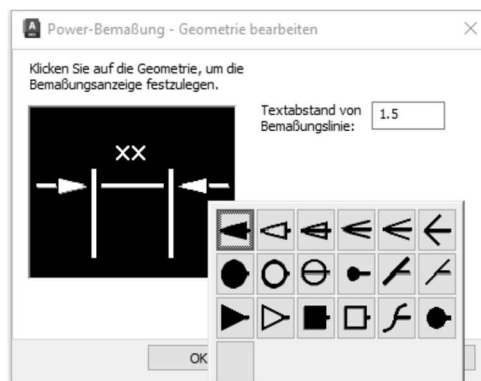 Power-Bemaßung - Geometrie bearbeiten
Klicken Sie auf die Geometrie, um die
Bemaßungsanzeige festzulegen.
Textabstand von
Bemaßungslinie:
1.5
XX
OK